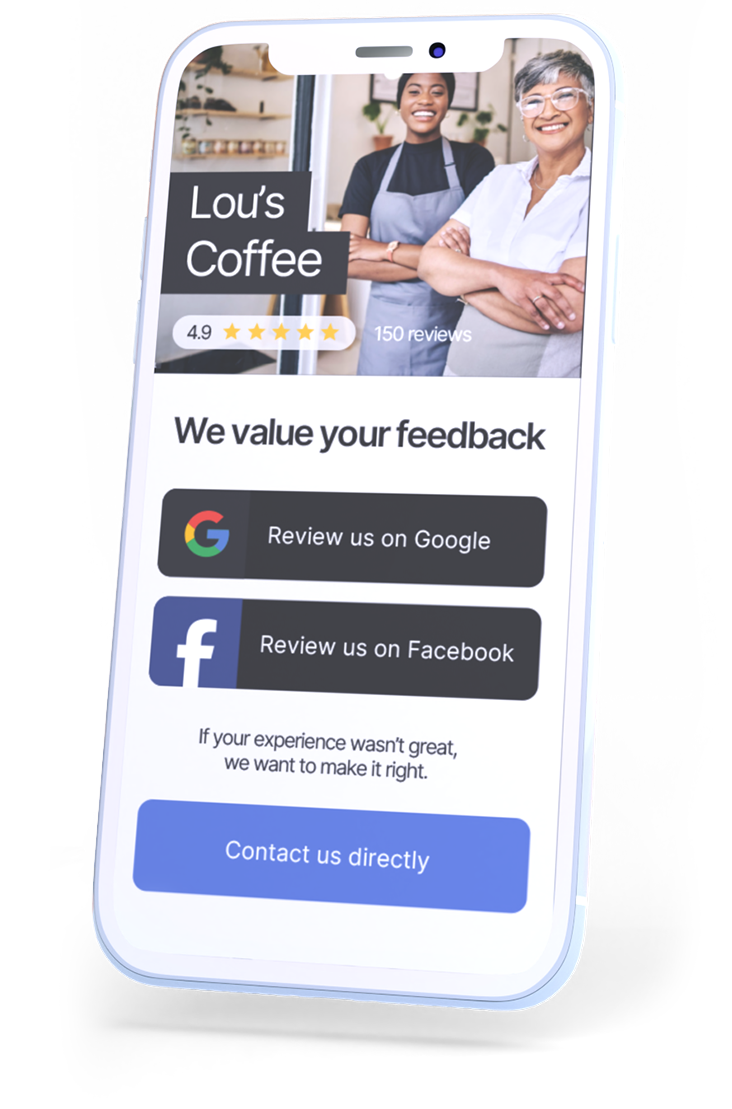 Lou’s
Coffee
4.9
150 reviews
We value your feedback
Review us on Google
Review us on Facebook
If your experience wasn’t great,
we want to make it right.
Contact us directly